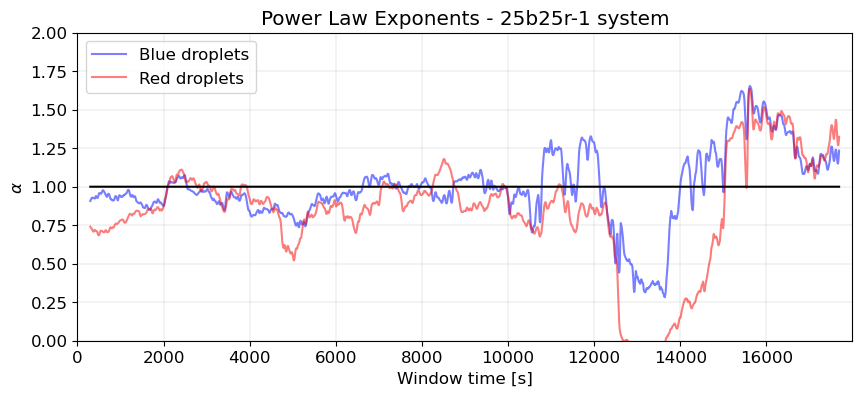 Power Law Exponents - 25b25r-1 system
Blue droplets
Red droplets
2.00
1.75
1.50
1.25
1.00
0.75
0.50
0.25
0.00
α
0 2000 4000 6000 8000 10000 12000 14000 16000
Window time [s]